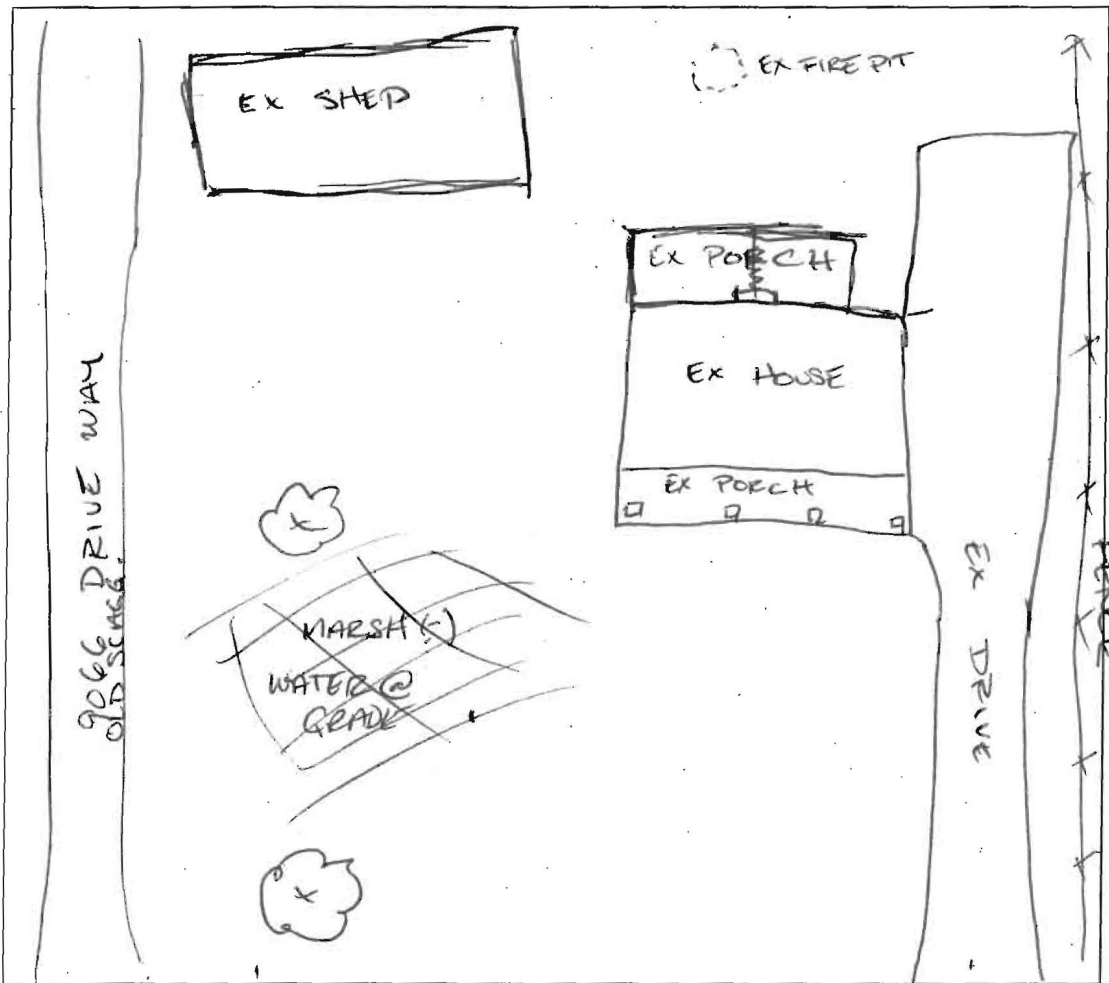 EX SHED
EX FIRE PIT
EX PORCH
EX HOUSE
EX PORCH
9066 DRIVE WAY
OLD STAGE.
MARSH (-)
WATER @
GRADE
EX DRIVE
FENCE